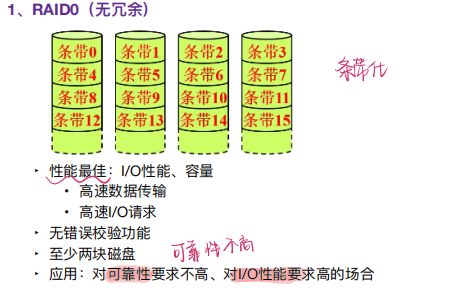 1、RAID0（无冗余）
条带0 条带1 条带2 条带3
条带4 条带5 条带6 条带7
条带8 条带9 条带10 条带11
条带12 条带13 条带14 条带15
条带化
‣ 性能最佳：I/O性能、容量
• 高速数据传输
• 高速I/O请求
‣ 无错误校验功能
可靠性不高
‣ 至少两块磁盘
‣ 应用：对可靠性要求不高、对I/O性能要求高的场合